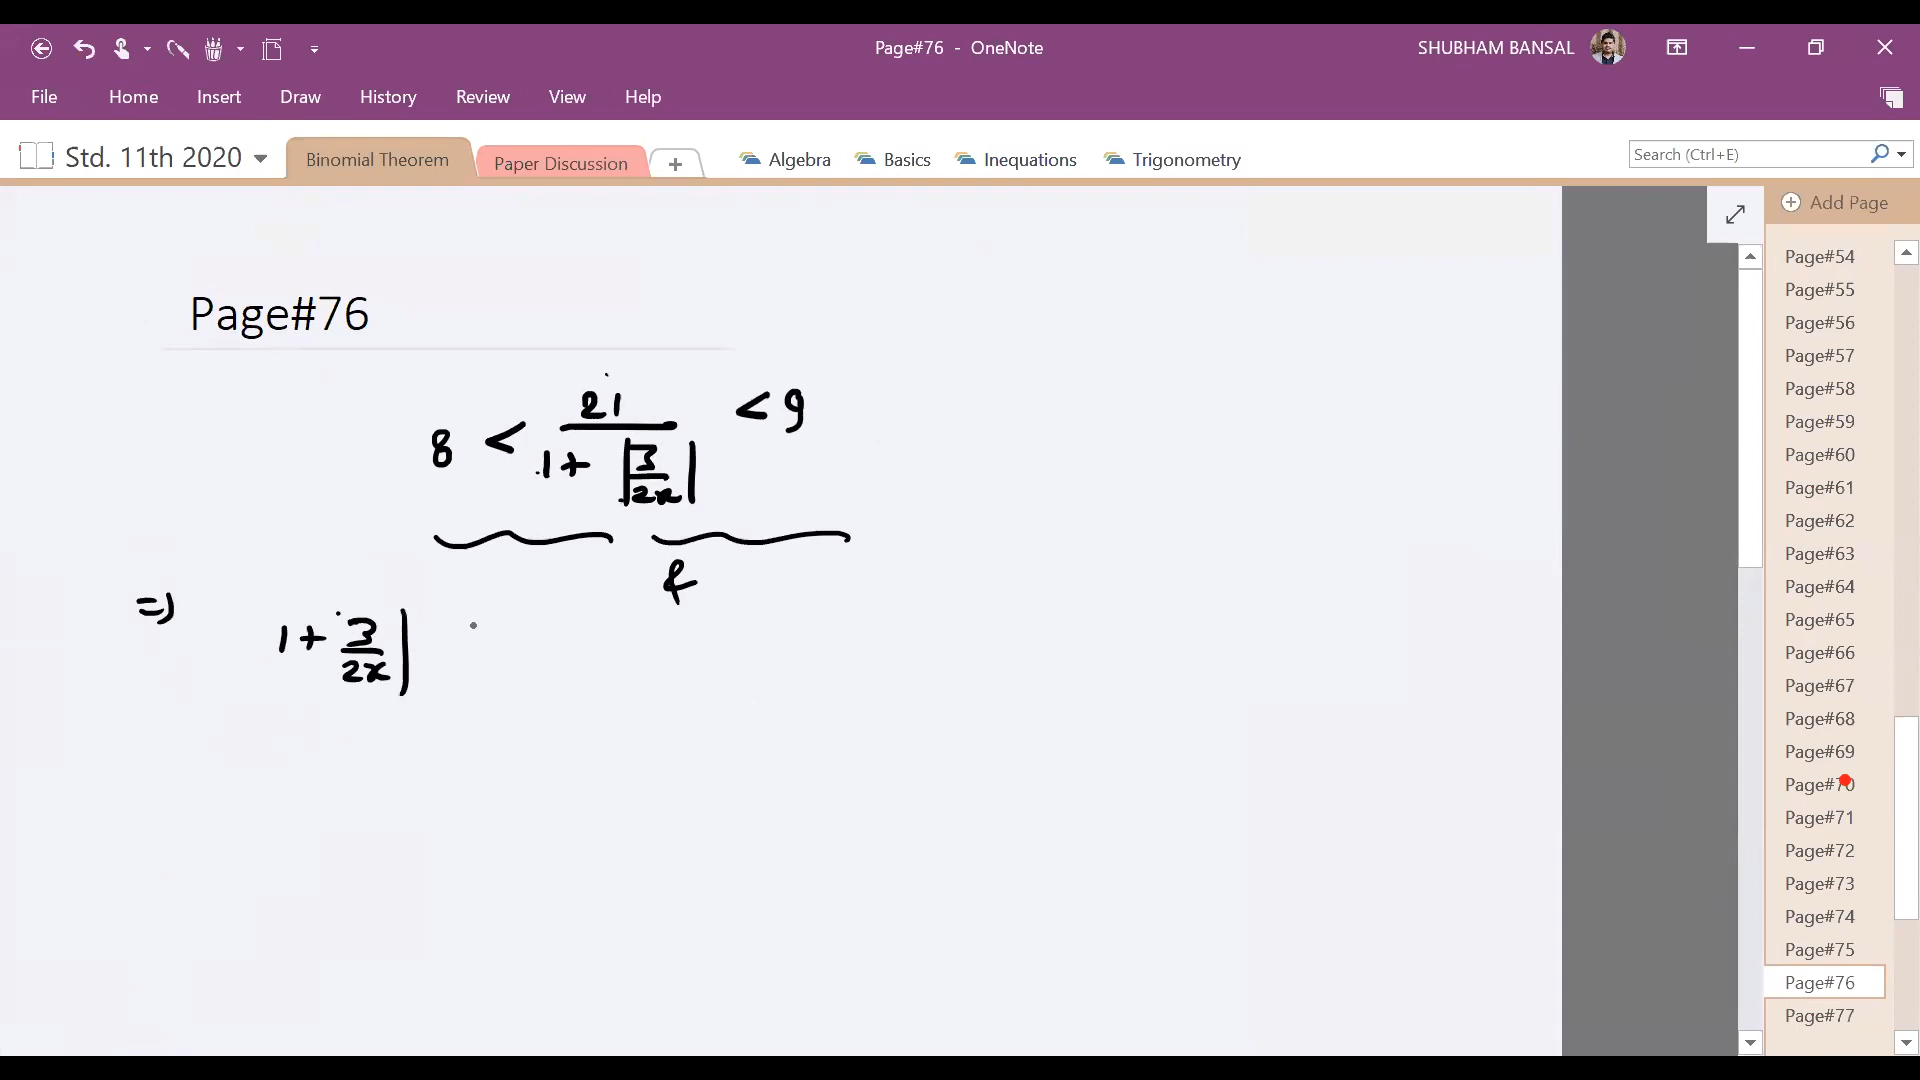 Page#76 - OneNote
SHUBHAM BANSAL
File Home Insert Draw History Review View Help
Std. 11th 2020
Binomial Theorem
Paper Discussion
Algebra
Basics
Inequations
Trigonometry
Search (Ctrl+E)
Add Page
Page#76
8 < 21 / (1 + |3/2x|) < 9
&
=> 1 + 3/2x|
Page#54
Page#55
Page#56
Page#57
Page#58
Page#59
Page#60
Page#61
Page#62
Page#63
Page#64
Page#65
Page#66
Page#67
Page#68
Page#69
Page#70
Page#71
Page#72
Page#73
Page#74
Page#75
Page#76
Page#77